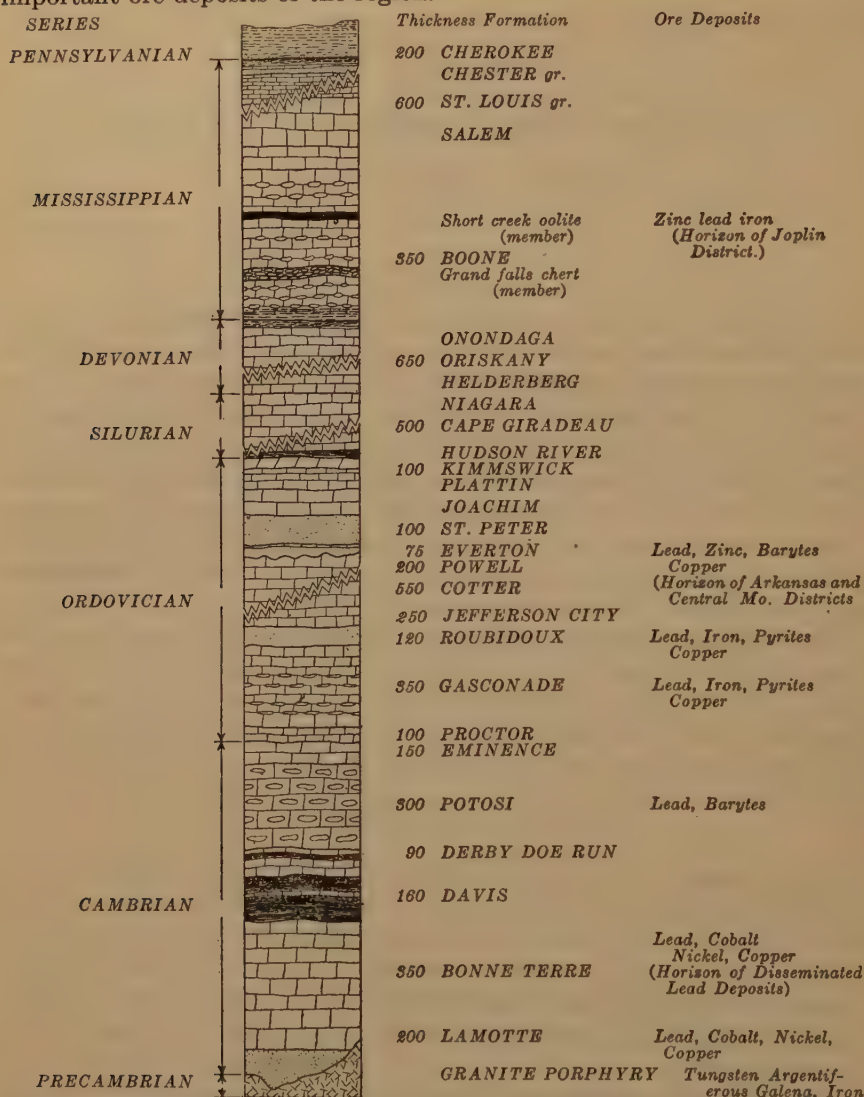 important ore deposits of the region.
SERIES Thickness Formation Ore Deposits
PENNSYLVANIAN 200 CHEROKEE
CHESTER gr.
600 ST. LOUIS gr.
SALEM
MISSISSIPPIAN
Short creek oolite Zinc lead iron
(member) (Horizon of Joplin
350 BOONE District.)
Grand falls chert
(member)
ONONDAGA
DEVONIAN 650 ORISKANY
HELDERBERG
NIAGARA
SILURIAN 500 CAPE GIRADEAU
HUDSON RIVER
100 KIMMSWICK
PLATTIN
JOACHIM
100 ST. PETER
75 EVERTON Lead, Zinc, Barytes
200 POWELL Copper
550 COTTER (Horizon of Arkansas and
ORDOVICIAN Central Mo. Districts
250 JEFFERSON CITY
120 ROUBIDOUX Lead, Iron, Pyrites
Copper
350 GASCONADE Lead, Iron, Pyrites
Copper
100 PROCTOR
150 EMINENCE
300 POTOSI Lead, Barytes
90 DERBY DOE RUN
CAMBRIAN 160 DAVIS
Lead, Cobalt
Nickel, Copper
350 BONNE TERRE (Horizon of Disseminated
Lead Deposits)
200 LAMOTTE Lead, Cobalt, Nickel,
Copper
PRECAMBRIAN GRANITE PORPHYRY Tungsten Argentif-
erous Galena, Iron